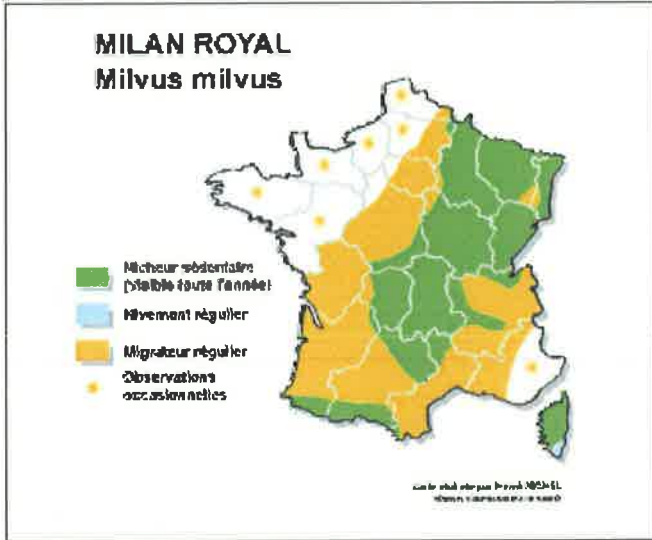 MILAN ROYAL
Milvus milvus
Nicheur sédentaire
(visible toute l'année)
Hivernant régulier
Migrateur régulier
Observations
occasionnelles